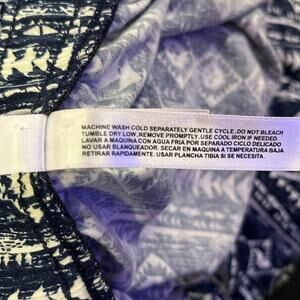 MACHINE WASH COLD SEPARATELY GENTLE CYCLE. DO NOT BLEACH
TUMBLE DRY LOW, REMOVE PROMPTLY. USE COOL IRON IF NEEDED.
LAVAR A MAQUINA CON AGUA FRIA POR SEPARADO CICLO DELICADO
NO USAR BLANQUEADOR. SECAR EN MAQUINA A TEMPERATURA BAJA
RETIRAR RAPIDAMENTE. USAR PLANCHA TIBIA SI SE NECESITA.